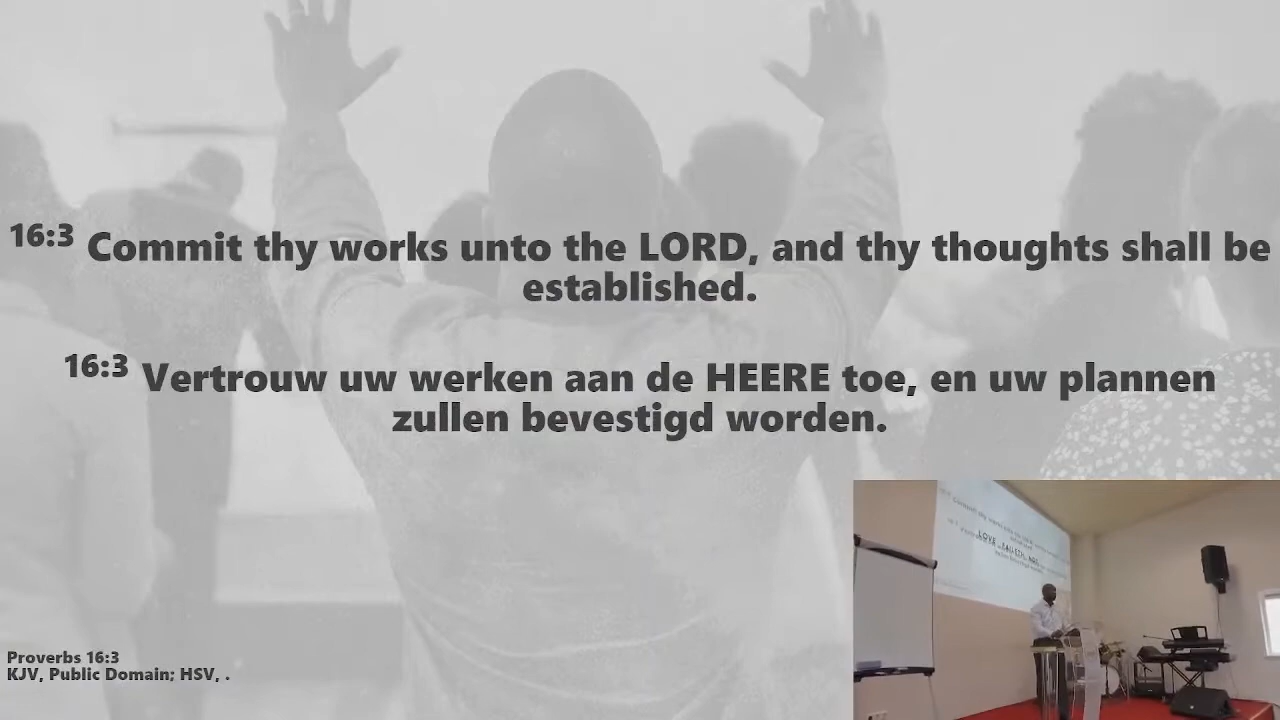 16:3 Commit thy works unto the LORD, and thy thoughts shall be
established.
16:3 Vertrouw uw werken aan de HEERE toe, en uw plannen
zullen bevestigd worden.
Proverbs 16:3
KJV, Public Domain; HSV, .
LOVE